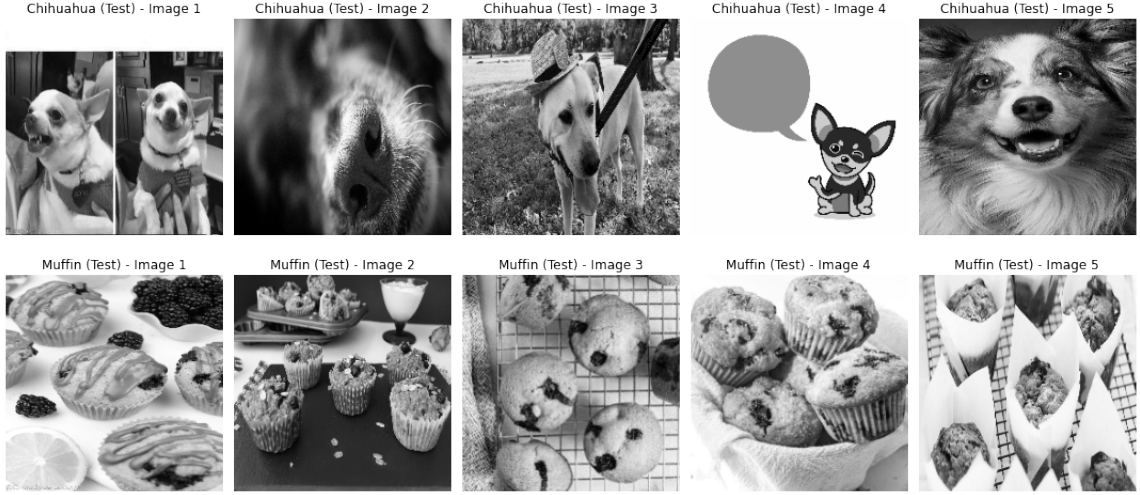 Chihuahua (Test) - Image 1
Chihuahua (Test) - Image 2
Chihuahua (Test) - Image 3
Chihuahua (Test) - Image 4
Chihuahua (Test) - Image 5
Muffin (Test) - Image 1
Muffin (Test) - Image 2
Muffin (Test) - Image 3
Muffin (Test) - Image 4
Muffin (Test) - Image 5